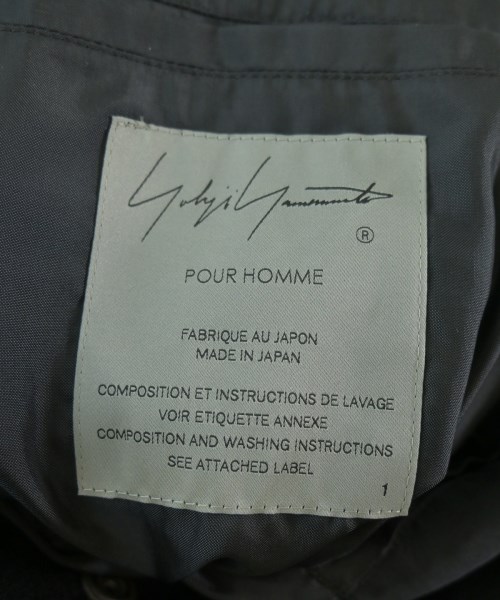 Yohji Yamamoto
®
POUR HOMME
FABRIQUE AU JAPON
MADE IN JAPAN
COMPOSITION ET INSTRUCTIONS DE LAVAGE
VOIR ETIQUETTE ANNEXE
COMPOSITION AND WASHING INSTRUCTIONS
SEE ATTACHED LABEL
1